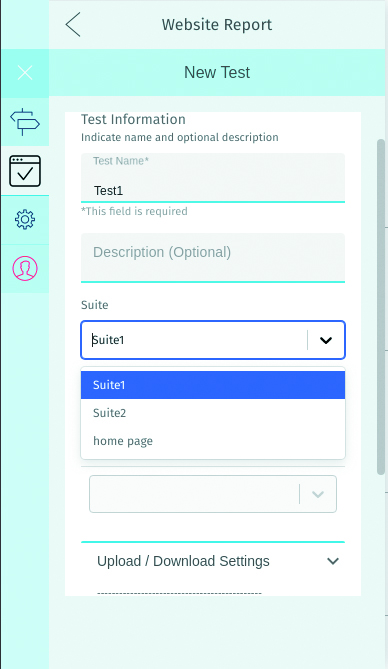 Website Report
New Test
Test Information
Indicate name and optional description
Test Name*
Test1
*This field is required
Description (Optional)
Suite
Suite1
Suite1
Suite2
home page
Upload / Download Settings